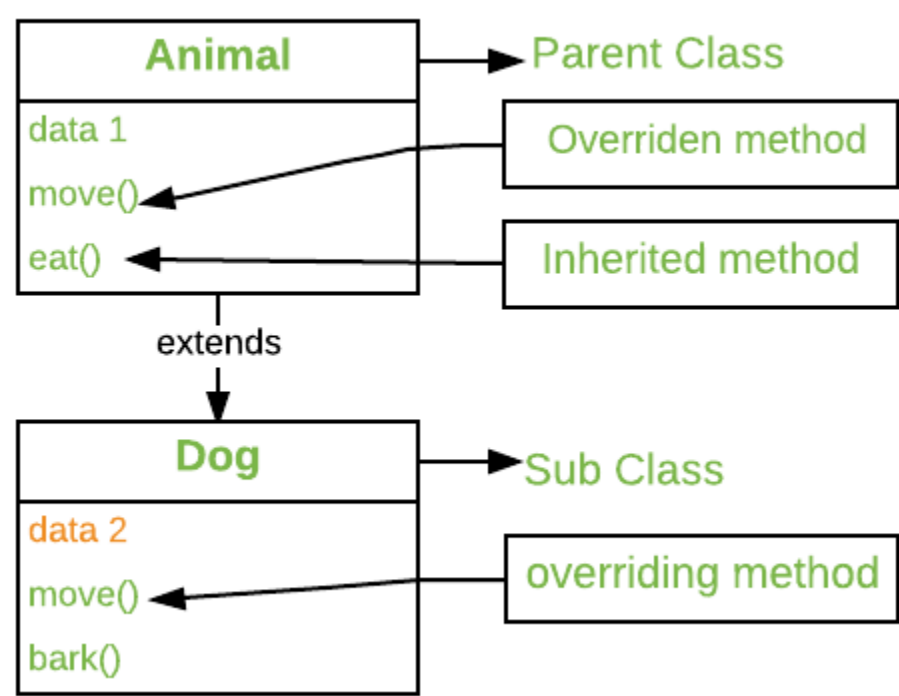 Animal
Parent Class
data 1
Overriden method
move()
eat()
Inherited method
extends
Dog
Sub Class
data 2
overriding method
move()
bark()